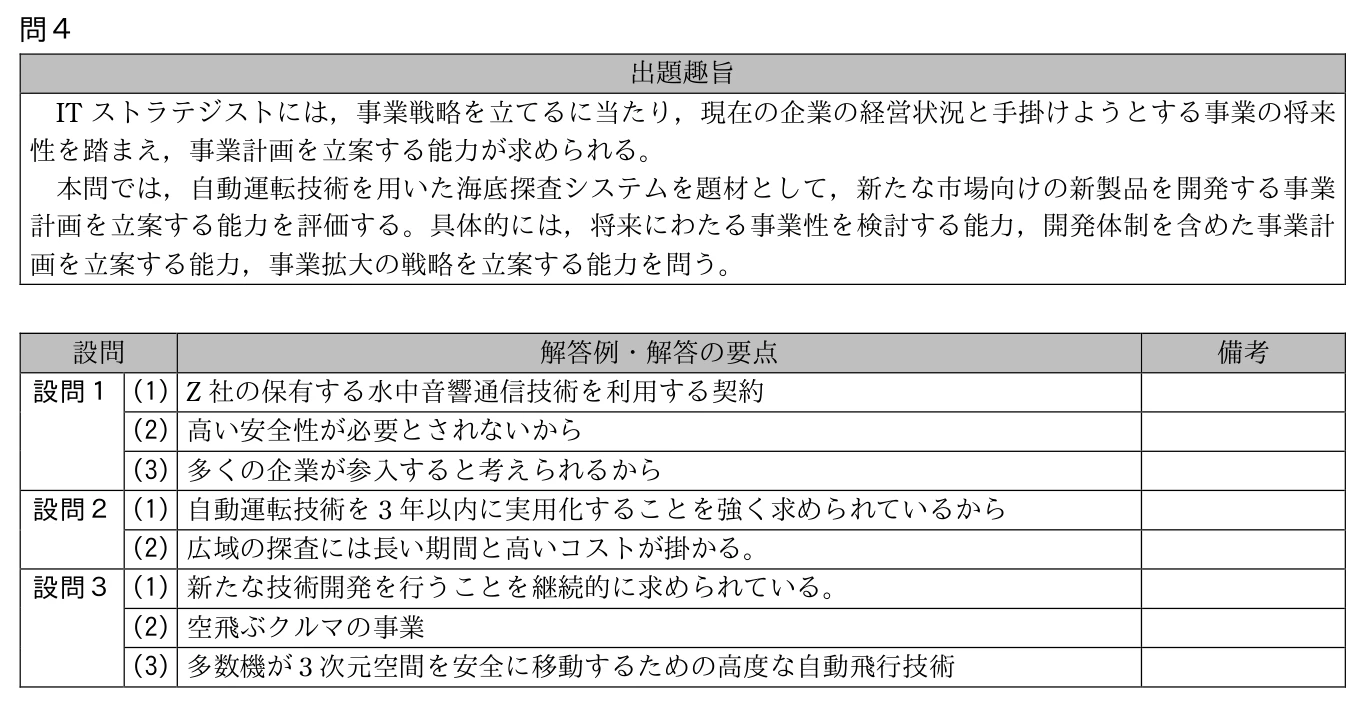 問4
出題趣旨
IT ストラテジストには，事業戦略を立てるに当たり，現在の企業の経営状況と手掛けようとする事業の将来
性を踏まえ，事業計画を立案する能力が求められる。
本問では，自動運転技術を用いた海底探査システムを題材として，新たな市場向けの新製品を開発する事業
計画を立案する能力を評価する。具体的には，将来にわたる事業性を検討する能力，開発体制を含めた事業計
画を立案する能力，事業拡大の戦略を立案する能力を問う。
設問 解答例・解答の要点 備考
設問1 (1) Z 社の保有する水中音響通信技術を利用する契約
(2) 高い安全性が必要とされないから
(3) 多くの企業が参入すると考えられるから
設問2 (1) 自動運転技術を 3 年以内に実用化することを強く求められているから
(2) 広域の探査には長い期間と高いコストが掛かる。
設問3 (1) 新たな技術開発を行うことを継続的に求められている。
(2) 空飛ぶクルマの事業
(3) 多数機が 3 次元空間を安全に移動するための高度な自動飛行技術